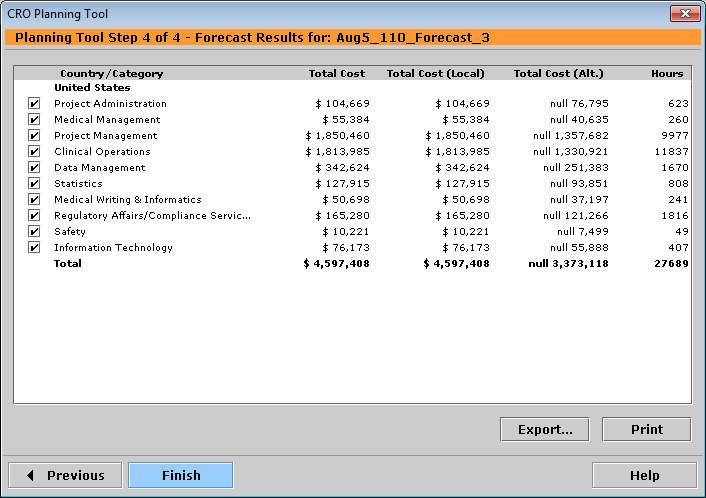 CRO Planning Tool
Planning Tool Step 4 of 4 - Forecast Results for: Aug5_110_Forecast_3
Country/Category Total Cost Total Cost (Local) Total Cost (Alt.) Hours
United States
Project Administration $ 104,669 $ 104,669 null 76,795 623
Medical Management $ 55,384 $ 55,384 null 40,635 260
Project Management $ 1,850,460 $ 1,850,460 null 1,357,682 9977
Clinical Operations $ 1,813,985 $ 1,813,985 null 1,330,921 11837
Data Management $ 342,624 $ 342,624 null 251,383 1670
Statistics $ 127,915 $ 127,915 null 93,851 808
Medical Writing & Informatics $ 50,698 $ 50,698 null 37,197 241
Regulatory Affairs/Compliance Servic... $ 165,280 $ 165,280 null 121,266 1816
Safety $ 10,221 $ 10,221 null 7,499 49
Information Technology $ 76,173 $ 76,173 null 55,888 407
Total $ 4,597,408 $ 4,597,408 null 3,373,118 27689
Export... Print
Previous Finish Help